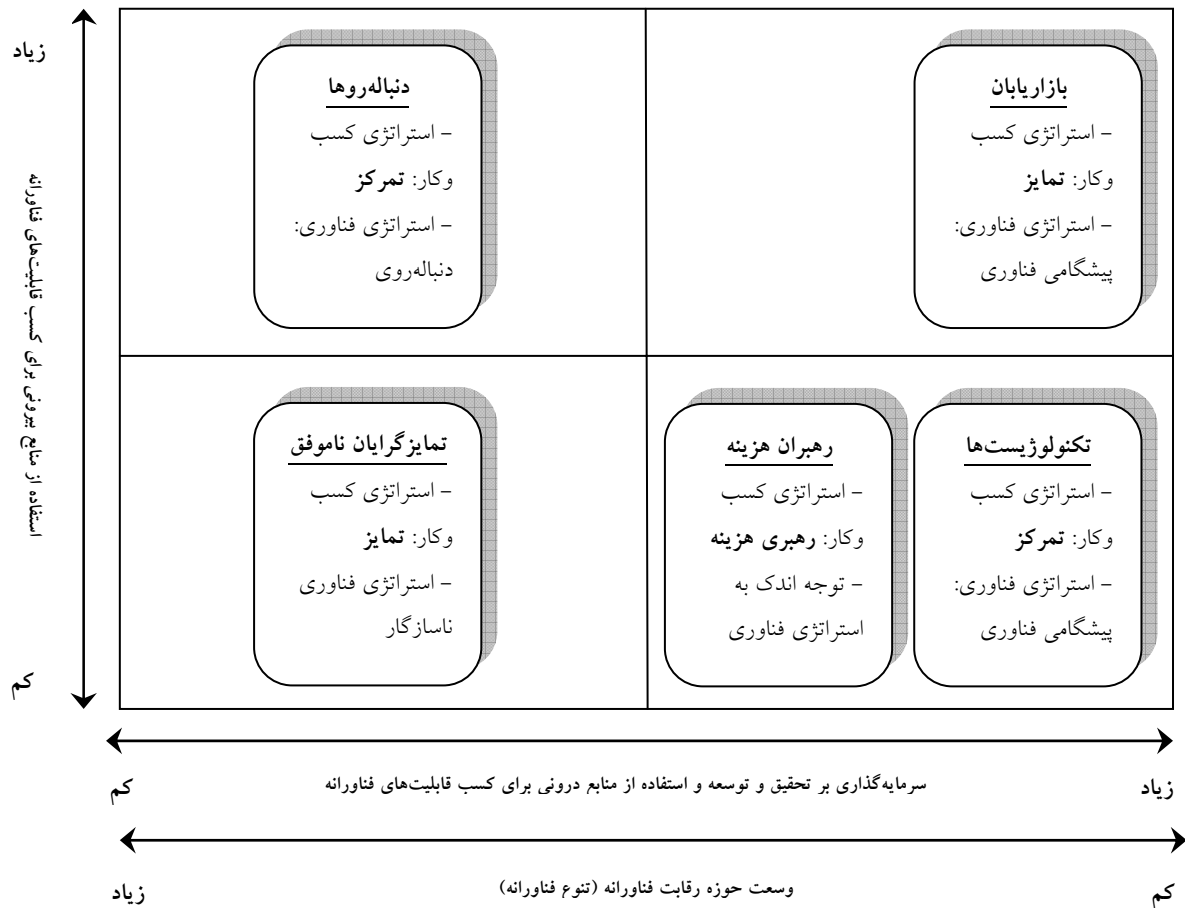 زیاد
استفاده از منابع بیرونی برای کسب قابلیت‌های فناورانه
کم
بازاریابان
– استراتژی کسب
وکار: تمایز
– استراتژی فناوری:
پیشگامی فناوری
دنباله‌روها
– استراتژی کسب
وکار: تمرکز
– استراتژی فناوری:
دنباله‌روی
تکنولوژیست‌ها
– استراتژی کسب
وکار: تمرکز
– استراتژی فناوری:
پیشگامی فناوری
رهبران هزینه
– استراتژی کسب
وکار: رهبری هزینه
– توجه اندک به
استراتژی فناوری
تمایزگرایان ناموفق
– استراتژی کسب
وکار: تمایز
– استراتژی فناوری
ناسازگار
زیاد
سرمایه‌گذاری بر تحقیق و توسعه و استفاده از منابع درونی برای کسب قابلیت‌های فناورانه
کم
کم
وسعت حوزه رقابت فناورانه (تنوع فناورانه)
زیاد